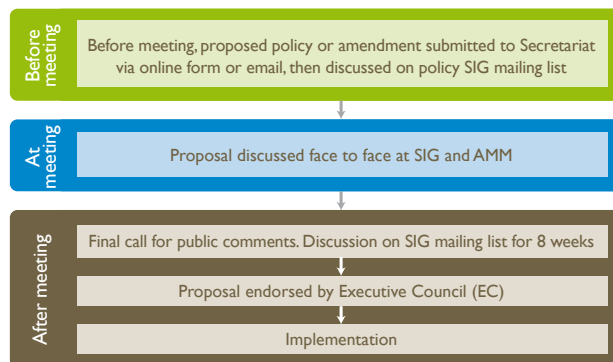 Before
meeting
Before meeting, proposed policy or amendment submitted to Secretariat
via online form or email, then discussed on policy SIG mailing list
At
meeting
Proposal discussed face to face at SIG and AMM
After meeting
Final call for public comments. Discussion on SIG mailing list for 8 weeks
Proposal endorsed by Executive Council (EC)
Implementation